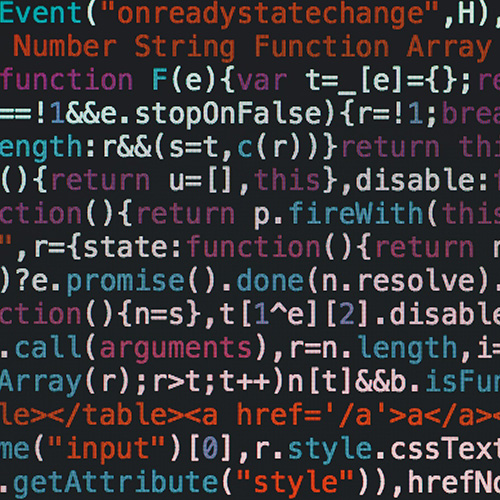 Event("onreadystatechange",H),
Number String Function Array
function F(e){var t=_[e]={};re
==!1&&e.stopOnFalse){r=!1;brea
ength:r&&(s=t,c(r))}return thi
(){return u=[],this},disable:f
ction(){return p.fireWith(this
",r={state:function(){return n
)?e.promise().done(n.resolve).
ction(){n=s},t[1^e][2].disable
.call(arguments),r=n.length,i=
Array(r);r>t;t++)n[t]&&b.isFun
le></table><a href='/a'>a</a><
me("input")[0],r.style.cssText
.getAttribute("style")),hrefNo